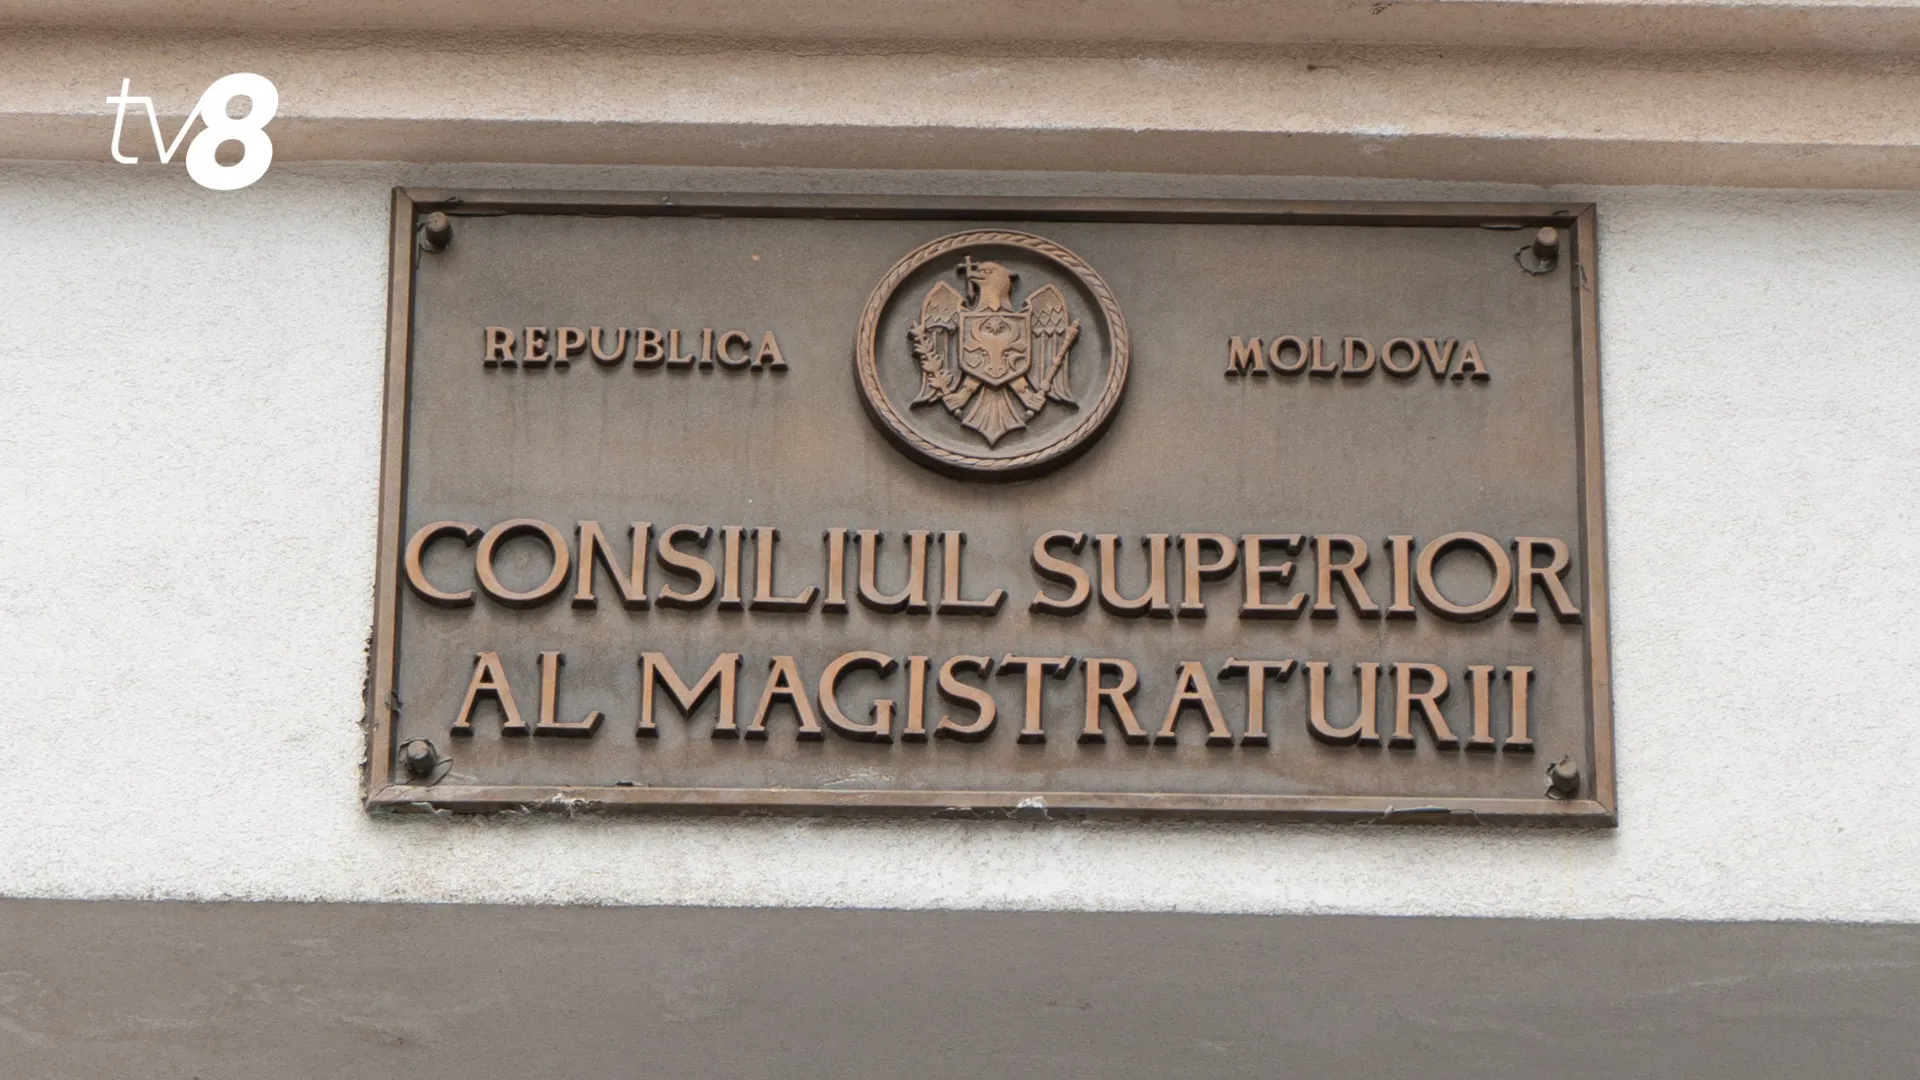 tv8
REPUBLICA MOLDOVA
CONSILIUL SUPERIOR
AL MAGISTRATURII